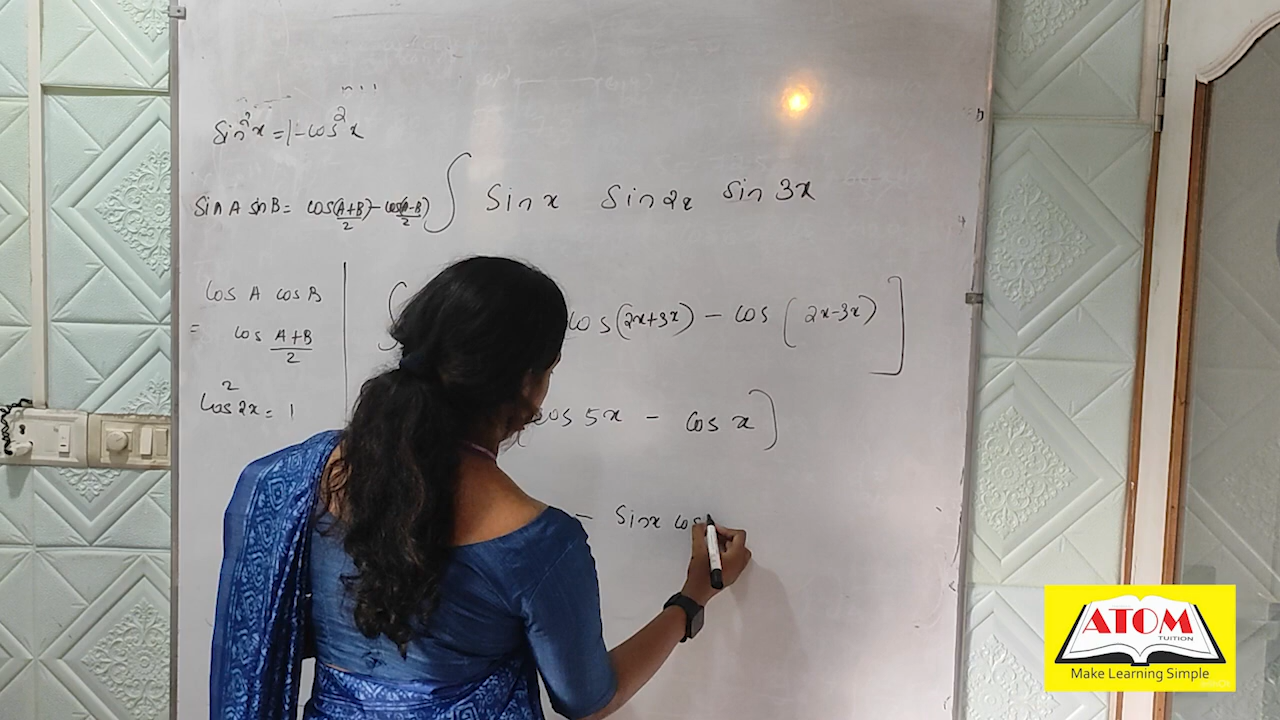 sin²x = 1 - cos²x
sin A sin B = cos(A+B)/2 - cos(A-B)/2
∫ sin x sin 2x sin 3x
cos A cos B
= cos A+B/2
cos²2x = 1
∫ cos(2x+3x) - cos(2x-3x)]
cos 5x - cos x)
- sin x cos
ATOM
TUITION
Make Learning Simple